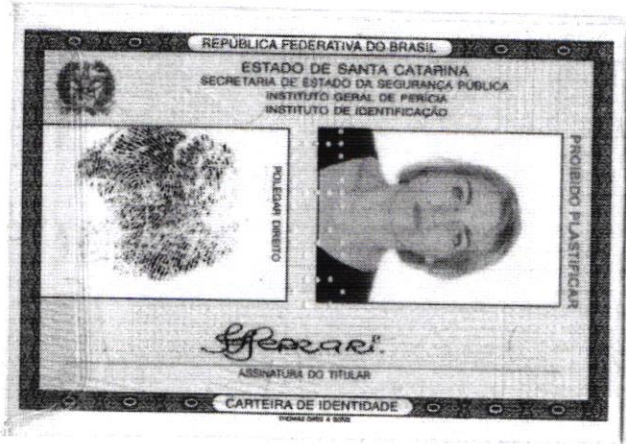 REPÚBLICA FEDERATIVA DO BRASIL
ESTADO DE SANTA CATARINA
SECRETARIA DE ESTADO DA SEGURANÇA PÚBLICA
INSTITUTO GERAL DE PERÍCIA
INSTITUTO DE IDENTIFICAÇÃO
POLEGAR DIREITO
PROIBIDO PLASTIFICAR
ASSINATURA DO TITULAR
CARTEIRA DE IDENTIDADE